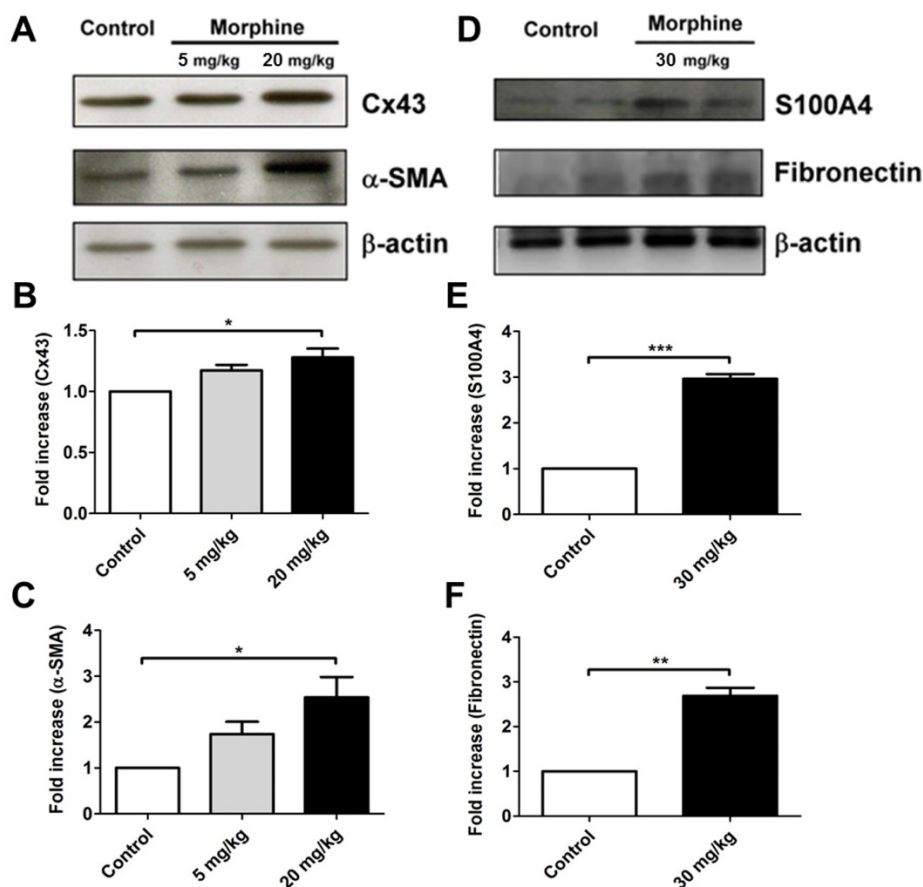 A
Control
Morphine
5 mg/kg
20 mg/kg
Cx43
α-SMA
β-actin
D
Control
Morphine
30 mg/kg
S100A4
Fibronectin
β-actin
B
Fold increase (Cx43)
1.5
1.0
0.5
0.0
*
Control
5 mg/kg
20 mg/kg
E
Fold increase (S100A4)
4
3
2
1
0
***
Control
30 mg/kg
C
Fold increase (α-SMA)
4
3
2
1
0
*
Control
5 mg/kg
20 mg/kg
F
Fold increase (Fibronectin)
4
3
2
1
0
**
Control
30 mg/kg